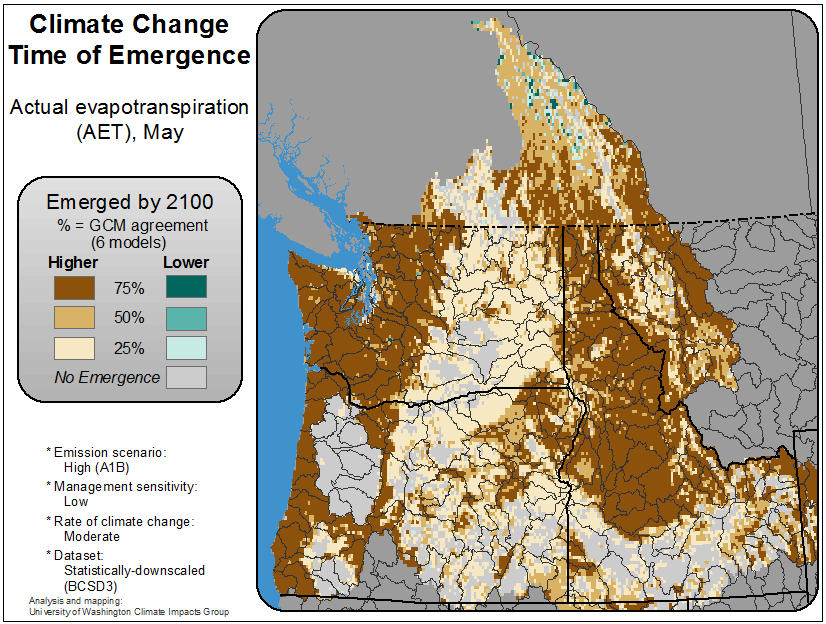 Climate Change
Time of Emergence
Actual evapotranspiration
(AET), May
Emerged by 2100
% = GCM agreement
(6 models)
Higher Lower
75%
50%
25%
No Emergence
* Emission scenario:
High (A1B)
* Management sensitivity:
Low
* Rate of climate change:
Moderate
* Dataset:
Statistically-downscaled
(BCSD3)
Analysis and mapping:
University of Washington Climate Impacts Group